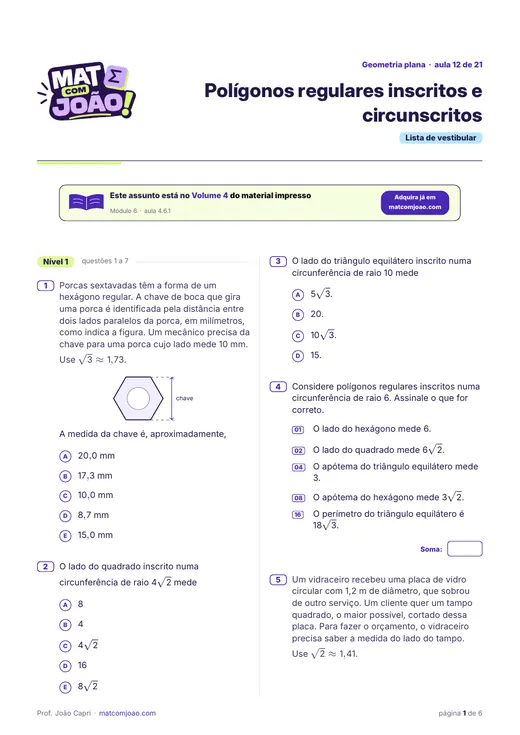 MAT Σ
COM
JOÃO!
Geometria plana · aula 12 de 21
Polígonos regulares inscritos e
circunscritos
Lista de vestibular
Este assunto está no Volume 4 do material impresso
Módulo 6 · aula 4.6.1
Adquira já em
matcomjoao.com
Nível 1 questões 1 a 7
1 Porcas sextavadas têm a forma de um
hexágono regular. A chave de boca que gira
uma porca é identificada pela distância entre
dois lados paralelos da porca, em milímetros,
como indica a figura. Um mecânico precisa da
chave para uma porca cujo lado mede 10 mm.
Use √3 ≈ 1,73.
chave
A medida da chave é, aproximadamente,
A 20,0 mm
B 17,3 mm
C 10,0 mm
D 8,7 mm
E 15,0 mm
2 O lado do quadrado inscrito numa
circunferência de raio 4√2 mede
A 8
B 4
C 4√2
D 16
E 8√2
3 O lado do triângulo equilátero inscrito numa
circunferência de raio 10 mede
A 5√3.
B 20.
C 10√3.
D 15.
4 Considere polígonos regulares inscritos numa
circunferência de raio 6. Assinale o que for
correto.
01 O lado do hexágono mede 6.
02 O lado do quadrado mede 6√2.
04 O apótema do triângulo equilátero mede
3.
08 O apótema do hexágono mede 3√2.
16 O perímetro do triângulo equilátero é
18√3.
Soma:
5 Um vidraceiro recebeu uma placa de vidro
circular com 1,2 m de diâmetro, que sobrou
de outro serviço. Um cliente quer um tampo
quadrado, o maior possível, cortado dessa
placa. Para fazer o orçamento, o vidraceiro
precisa saber a medida do lado do tampo.
Use √2 ≈ 1,41.
Prof. João Capri · matcomjoao.com
página 1 de 6